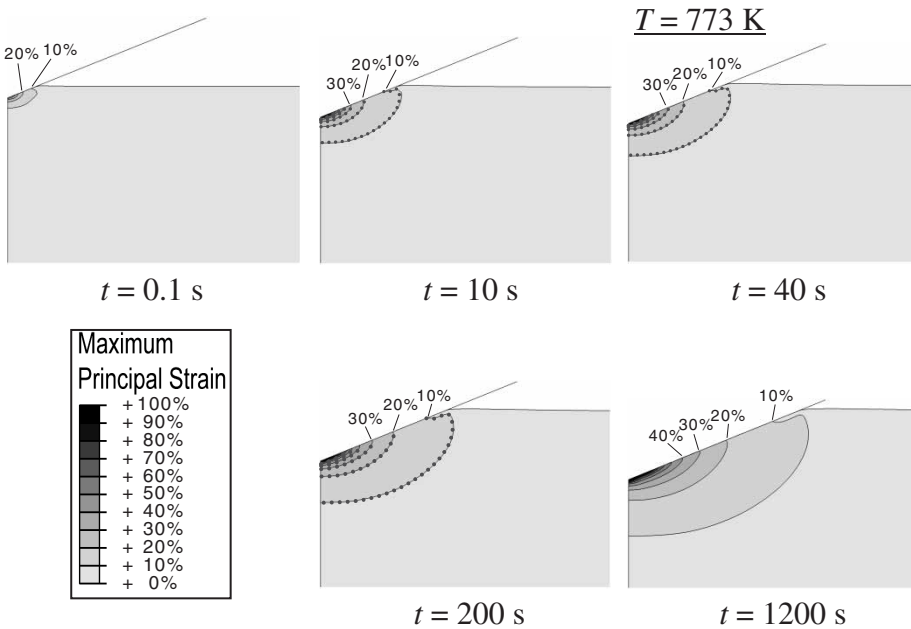 T = 773 K
20% 10%
t = 0.1 s
30% 20% 10%
t = 10 s
30% 20% 10%
t = 40 s
Maximum
Principal Strain
+ 100%
+ 90%
+ 80%
+ 70%
+ 60%
+ 50%
+ 40%
+ 30%
+ 20%
+ 10%
+ 0%
30% 20% 10%
t = 200 s
40% 30% 20% 10%
t = 1200 s